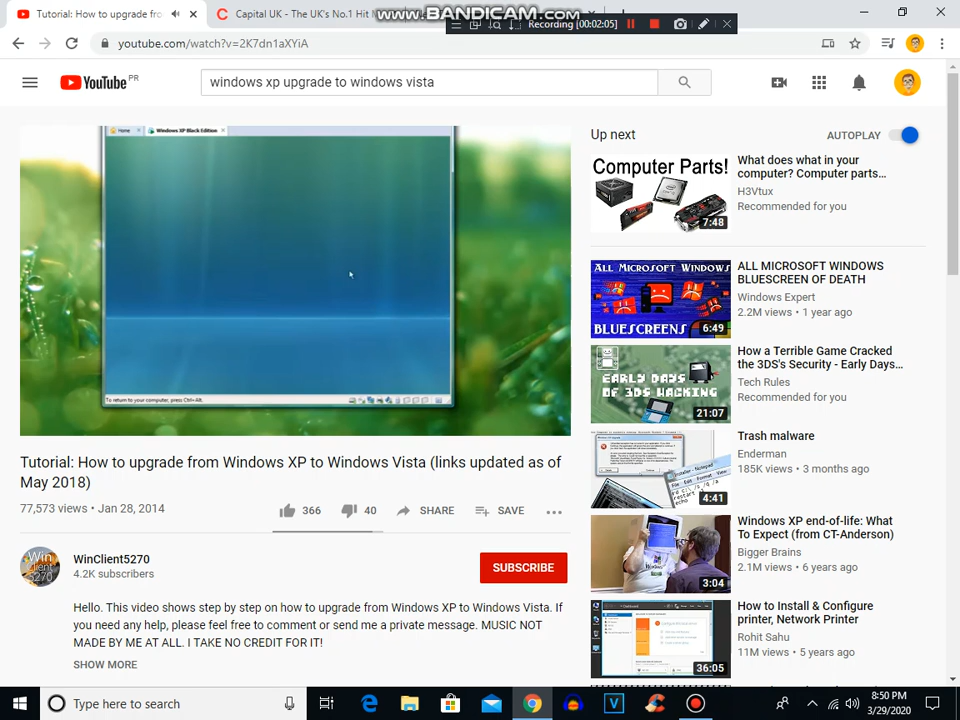 Tutorial: How to upgrade fro
Capital UK - The UK's No.1 Hit M
www.BANDICAM.com
Recording [00:02:05]
youtube.com/watch?v=2K7dn1aXYiA
YouTube PR
windows xp upgrade to windows vista
Home
Windows XP Black Edition
To return to your computer, press Ctrl+Alt.
Up next
AUTOPLAY
Computer Parts!
7:48
What does what in your
computer? Computer parts...
H3Vtux
Recommended for you
ALL MICROSOFT WINDOWS
BLUESCREENS
6:49
ALL MICROSOFT WINDOWS
BLUESCREEN OF DEATH
Windows Expert
2.2M views • 1 year ago
EARLY DAYS
OF 3DS HACKING
21:07
How a Terrible Game Cracked
the 3DS's Security - Early Days...
Tech Rules
Recommended for you
4:41
Trash malware
Enderman
185K views • 3 months ago
3:04
Windows XP end-of-life: What
To Expect (from CT-Anderson)
Bigger Brains
2.1M views • 6 years ago
36:05
How to Install & Configure
printer, Network Printer
Rohit Sahu
11M views • 5 years ago
Tutorial: How to upgrade from Windows XP to Windows Vista (links updated as of
May 2018)
77,573 views • Jan 28, 2014
366
40
SHARE
SAVE
Win
Client
5270
WinClient5270
4.2K subscribers
SUBSCRIBE
Hello. This video shows step by step on how to upgrade from Windows XP to Windows Vista. If
you need any help, please feel free to comment or send me a private message. MUSIC NOT
MADE BY ME AT ALL. I TAKE NO CREDIT FOR IT!
SHOW MORE
Type here to search
8:50 PM
3/29/2020